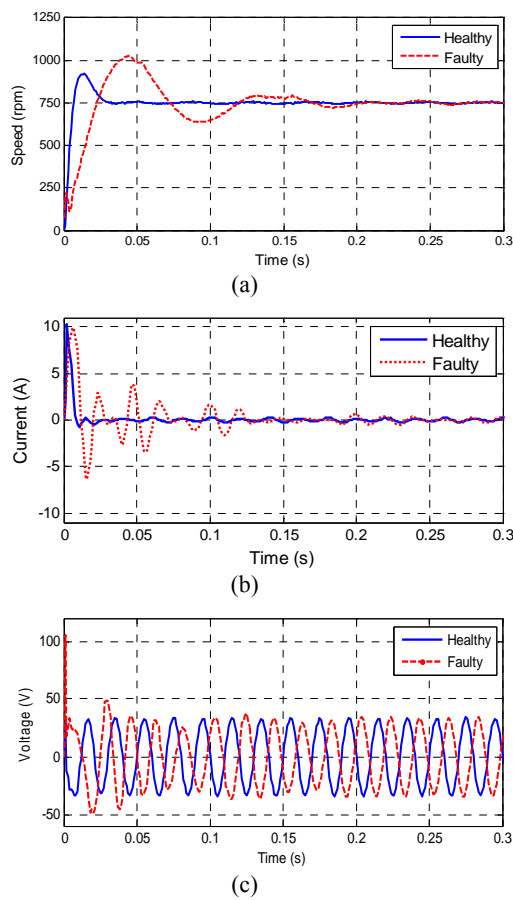 1250
1000
750
500
250
0
Speed (rpm)
Healthy
Faulty
0 0.05 0.1 0.15 0.2 0.25 0.3
Time (s)
(a)
10
5
0
-5
-10
Current (A)
Healthy
Faulty
0 0.05 0.1 0.15 0.2 0.25 0.3
Time (s)
(b)
100
50
0
-50
Voltage (V)
Healthy
Faulty
0 0.05 0.1 0.15 0.2 0.25 0.3
Time (s)
(c)